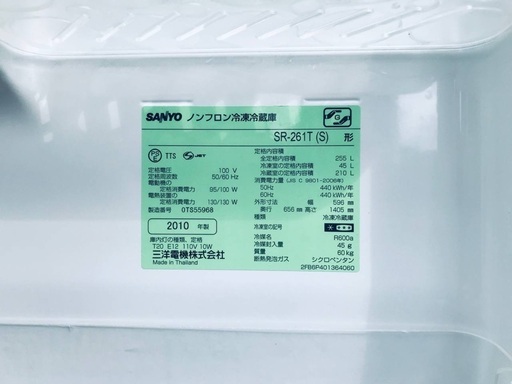 SANYO ノンフロン冷凍冷蔵庫
SR-261T (S) 形
TTS JET
定格電圧 100 V
定格周波数 50/60 Hz
電動機の
定格消費電力 95/100 W
電熱装置の
定格消費電力 130/130 W
製造番号 0TS55968
2010 年製
庫内灯の種類、定格
T20 E12 110V 10W
三洋電機株式会社
Made in Thailand
定格内容積
全定格内容積 255 L
冷凍室の定格内容積 45 L
冷蔵室の定格内容積 210 L
消費電力量 (JIS C 9801-2006年)
50Hz 440 kWh/年
60Hz 440 kWh/年
外形寸法 幅 596 mm
奥行 656 mm 高さ 1405 mm
種類 冷凍冷蔵庫
冷凍室の記号
冷媒名 R600a
冷媒封入量 45 g
質量 60 kg
断熱発泡ガス シクロペンタン
2FB6P401364060